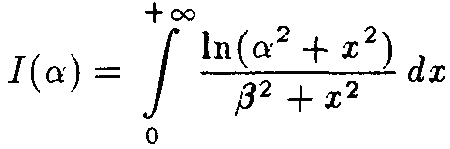 I(α) = ∫₀^{+∞} ln(α² + x²) / (β² + x²) dx